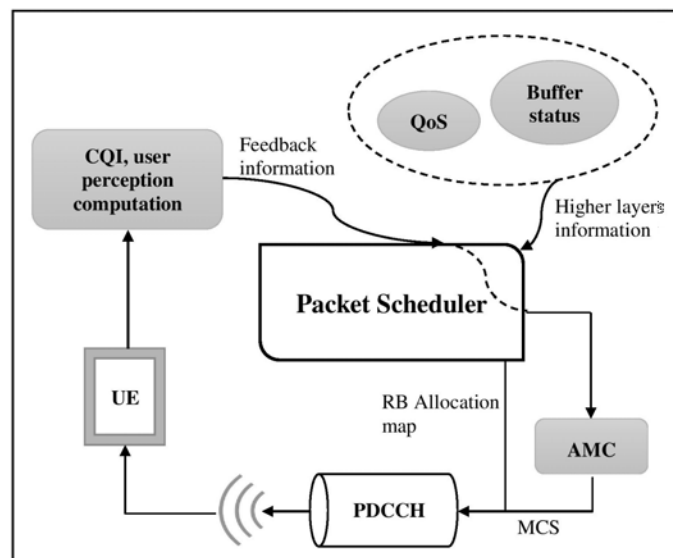 Buffer
status
QoS
CQI, user
perception
computation
Feedback
information
Higher layers
information
Packet Scheduler
UE
RB Allocation
map
AMC
PDCCH
MCS